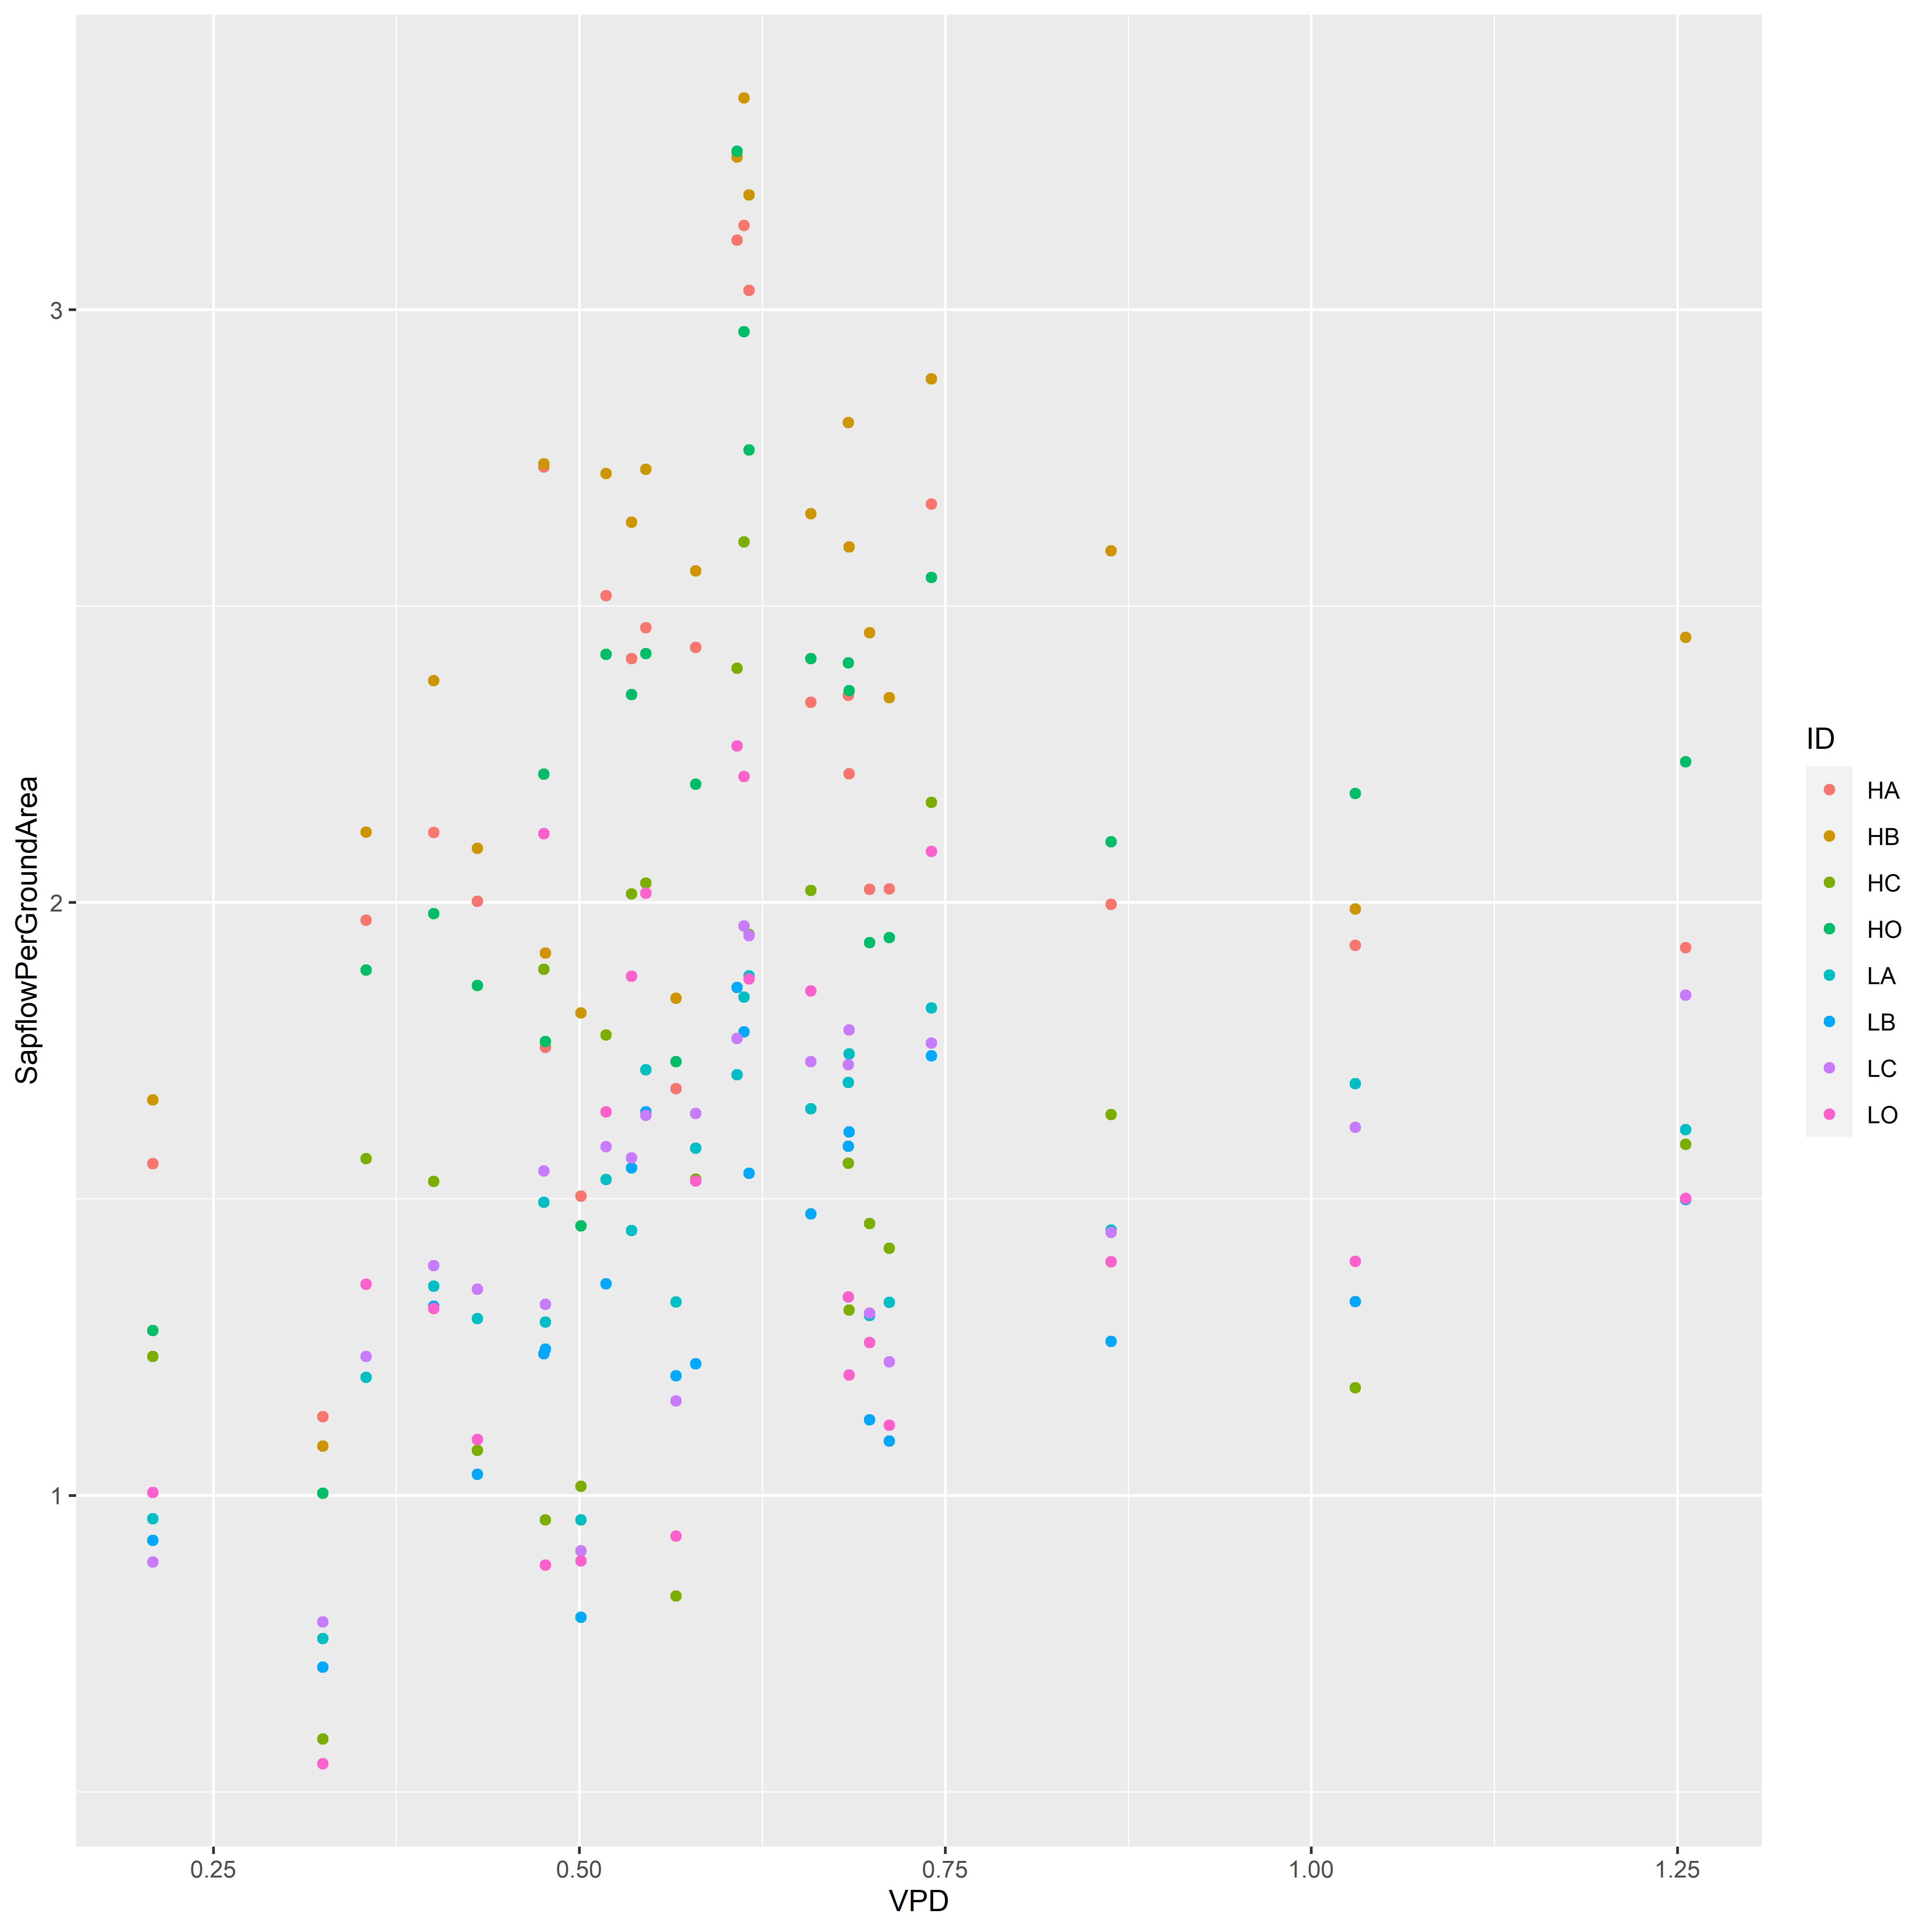 SapflowPerGroundArea
3
2
1
0.25 0.50 0.75 1.00 1.25
VPD
ID
HA
HB
HC
HO
LA
LB
LC
LO